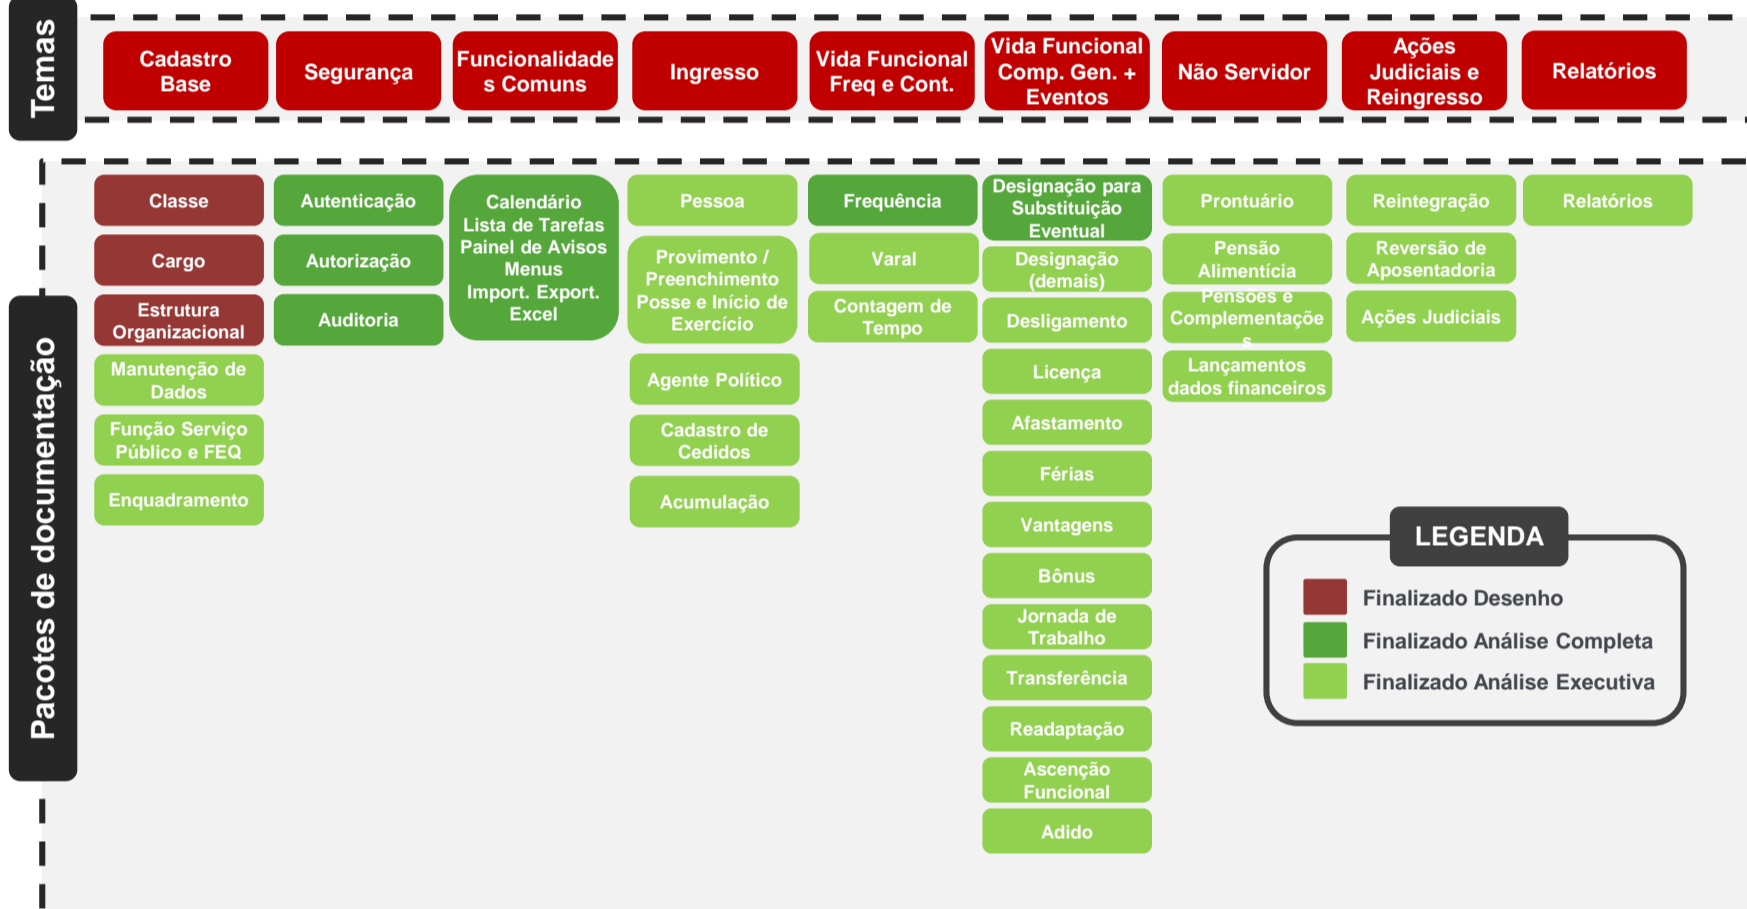 Temas
Cadastro
Base
Segurança
Funcionalidade
s Comuns
Ingresso
Vida Funcional
Freq e Cont.
Vida Funcional
Comp. Gen. +
Eventos
Não Servidor
Ações
Judiciais e
Reingresso
Relatórios
Pacotes de documentação
Classe
Cargo
Estrutura
Organizacional
Manutenção de
Dados
Função Serviço
Público e FEQ
Enquadramento
Autenticação
Autorização
Auditoria
Calendário
Lista de Tarefas
Painel de Avisos
Menus
Import. Export.
Excel
Pessoa
Provimento /
Preenchimento
Posse e Início de
Exercício
Agente Político
Cadastro de
Cedidos
Acumulação
Frequência
Varal
Contagem de
Tempo
Designação para
Substituição
Eventual
Designação
(demais)
Desligamento
Licença
Afastamento
Férias
Vantagens
Bônus
Jornada de
Trabalho
Transferência
Readaptação
Ascenção
Funcional
Adido
Prontuário
Pensão
Alimentícia
Pensões e
Complementaçõe
s
Lançamentos
dados financeiros
Reintegração
Reversão de
Aposentadoria
Ações Judiciais
Relatórios
LEGENDA
Finalizado Desenho
Finalizado Análise Completa
Finalizado Análise Executiva